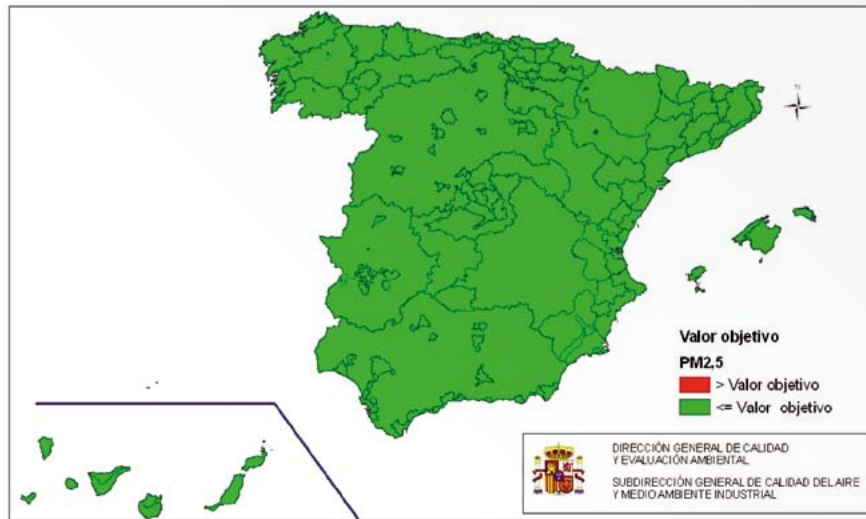 N
Valor objetivo
PM2,5
> Valor objetivo
<= Valor objetivo
DIRECCIÓN GENERAL DE CALIDAD
Y EVALUACIÓN AMBIENTAL
SUBDIRECCIÓN GENERAL DE CALIDAD DEL AIRE
Y MEDIO AMBIENTE INDUSTRIAL